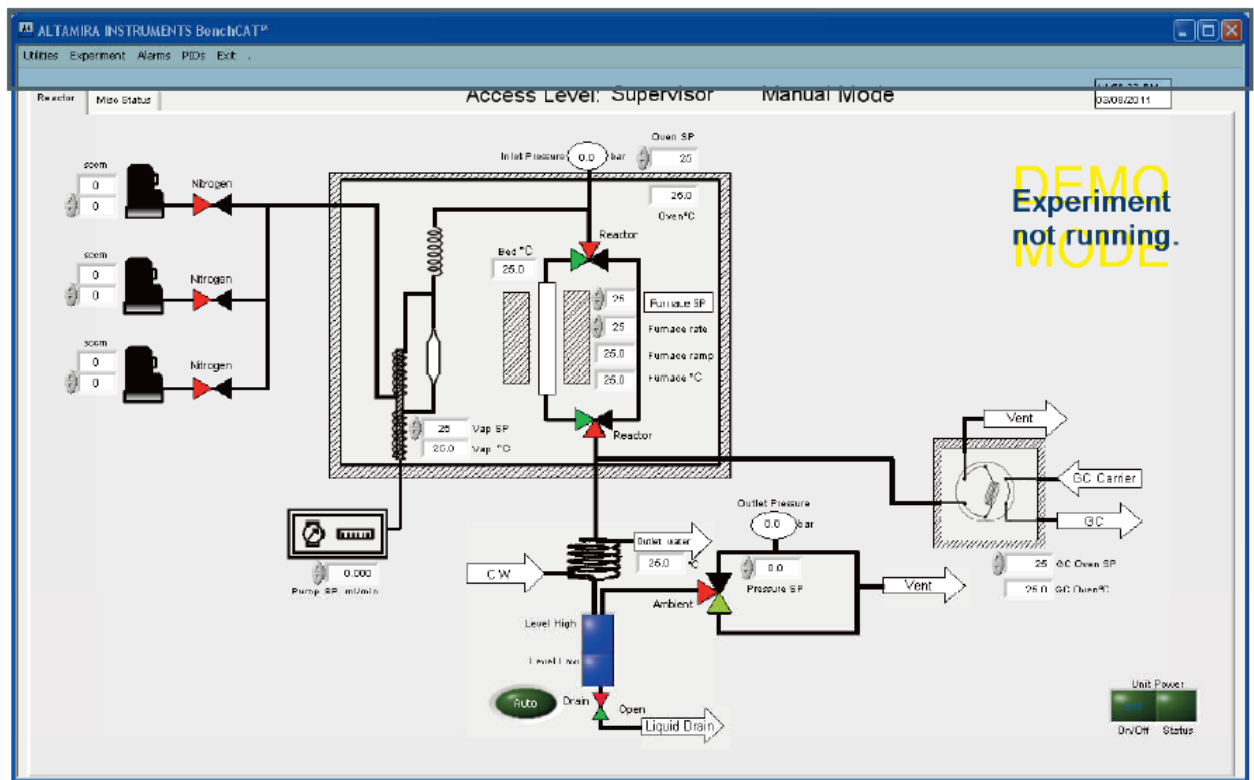 ALTAMIRA INSTRUMENTS BenchCAT™
Utilities Experiment Alarms PIDs Exit .
Reactor Misc Status
Access Level: Supervisor Manual Mode
03/08/2011
DEMO
MODE
Experiment
not running.
Oven SP
25
Inlet Pressure 0.0 bar
26.0
Oven°C
sccm
0
0
Nitrogen
sccm
0
0
Nitrogen
sccm
0
0
Nitrogen
Reactor
Bed °C
25.0
25 Furnace SP
25 Furnace rate
25.0 Furnace ramp
25.0 Furnace °C
Reactor
25 Vap SP
25.0 Vap °C
Vent
GC Carrier
GC
25 GC Oven SP
25.0 GC Oven°C
Outlet Pressure
0.0 bar
0.0
Pressure SP
Outlet water
25.0 °C
CW
0.000
Pump SP ml/min
Ambient
Vent
Level High
Level Low
Auto
Drain
Open
Liquid Drain
Unit Power
On/Off Status